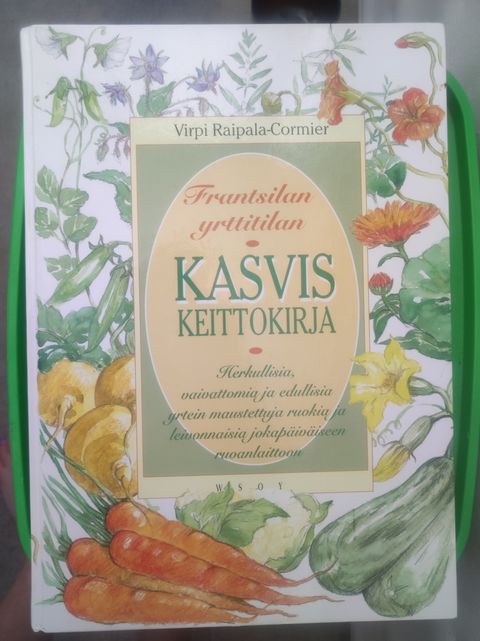 Virpi Raipala-Cormier
Frantsilan
yrttitilan
KASVIS
KEITTOKIRJA
Herkullisia,
vaivattomia ja edullisia
yrtein maustettuja ruokia ja
leivonnaisia jokapäiväiseen
ruoanlaittoon
WSOY